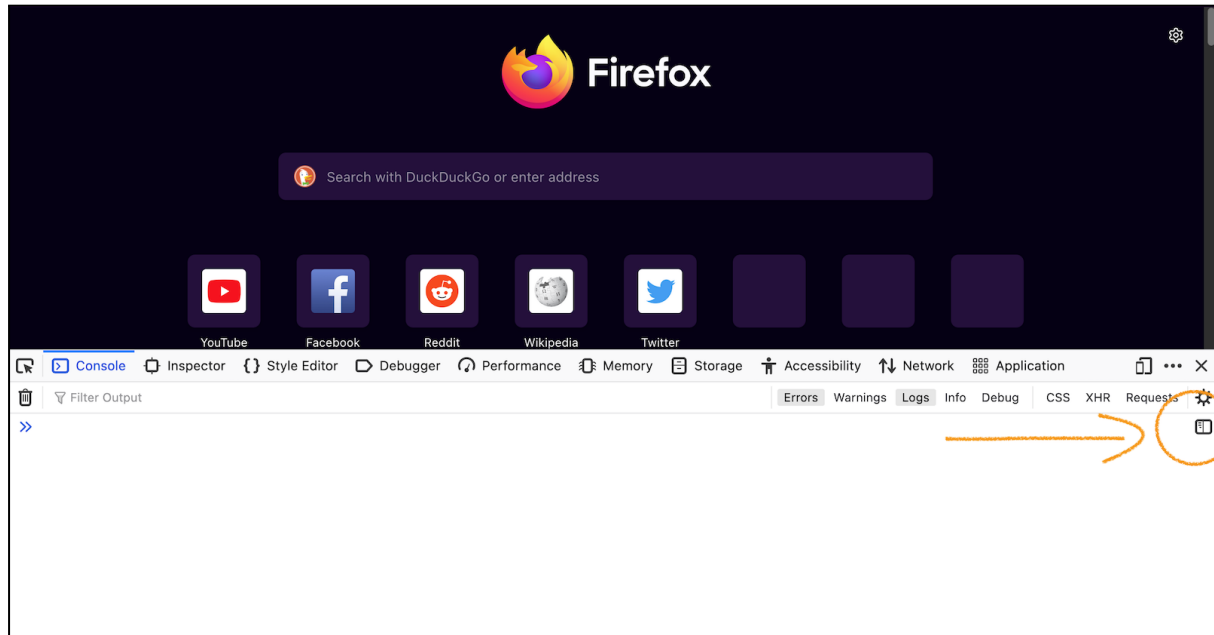 Firefox
Search with DuckDuckGo or enter address
YouTube Facebook Reddit Wikipedia Twitter
Console Inspector Style Editor Debugger Performance Memory Storage Accessibility Network Application
Filter Output Errors Warnings Logs Info Debug CSS XHR Requests